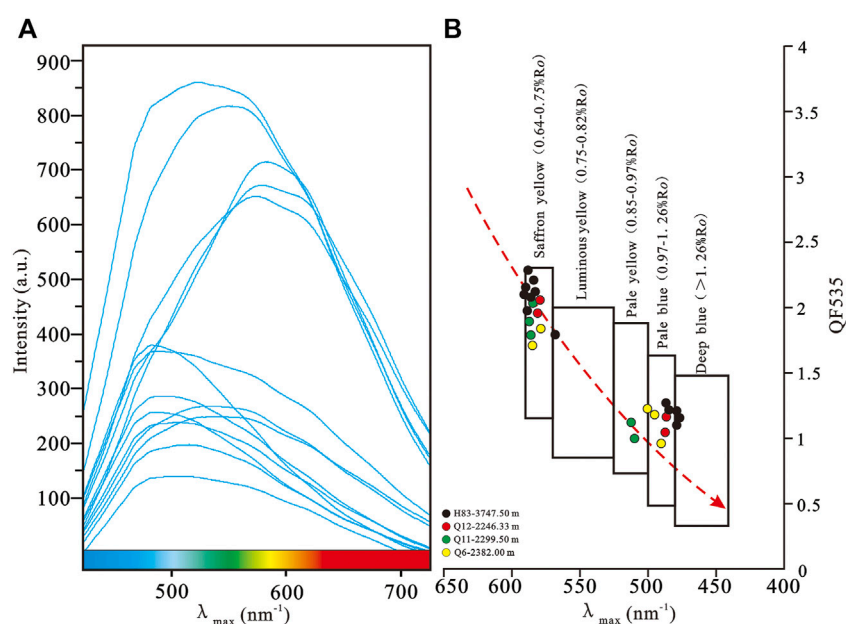 A
Intensity (a.u.)
900
800
700
600
500
400
300
200
100
500
600
700
λmax (nm-1)
B
Saffron yellow (0.64-0.75%Ro)
Luminous yellow (0.75-0.82%Ro)
Pale yellow (0.85-0.97%Ro)
Pale blue (0.97-1.26%Ro)
Deep blue (>1.26%Ro)
H83-3747.50 m
Q12-2246.33 m
Q11-2299.50 m
Q6-2382.00 m
4
3.5
3
2.5
2
1.5
1
0.5
0
QF535
650
600
550
500
450
400
λmax (nm-1)